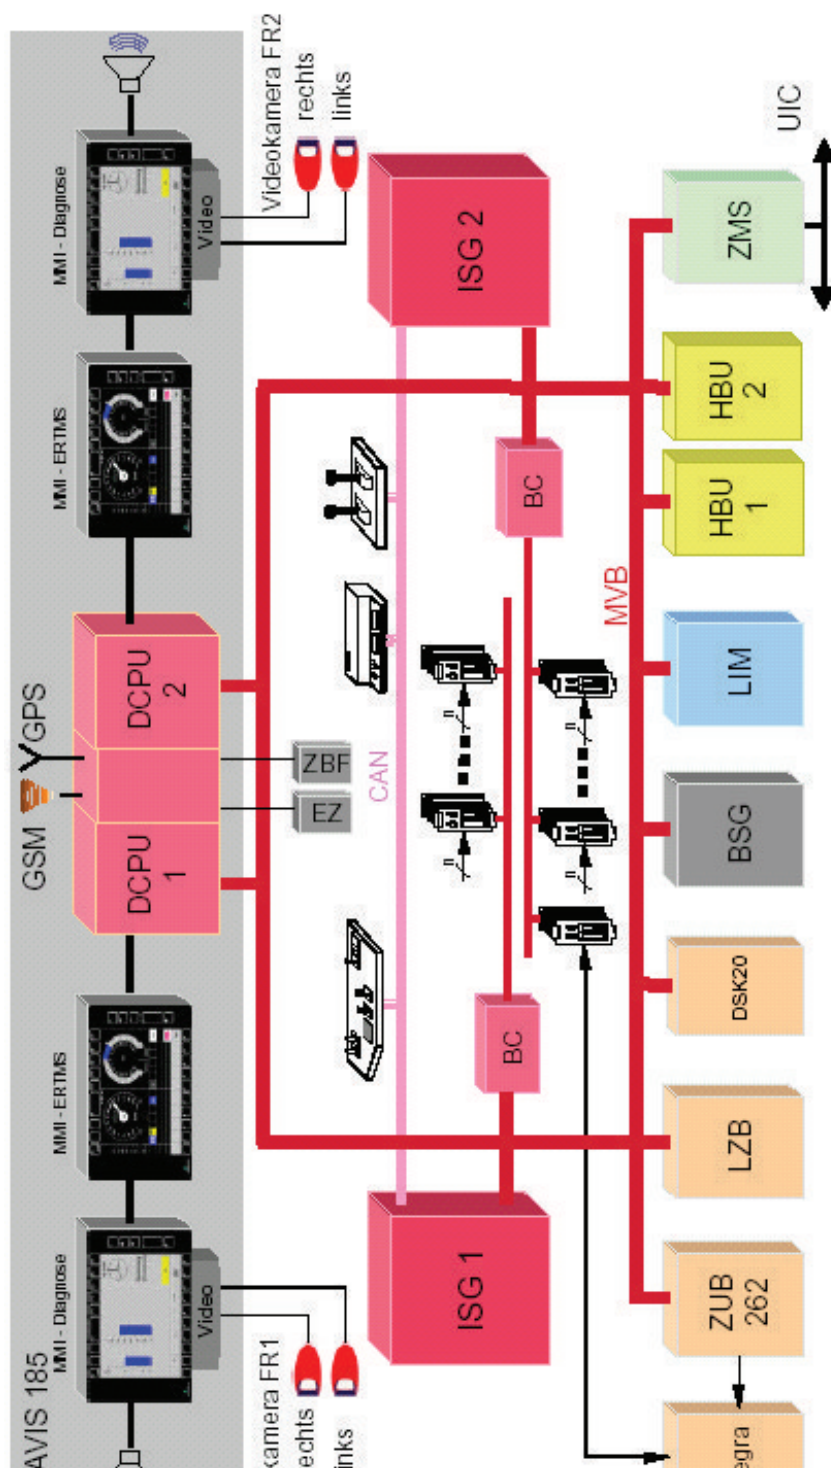 AVIS 185
MMI - Diagnose
MMI - ERTMS
GSM
GPS
MMI - ERTMS
MMI - Diagnose
Video
DCPU
1
DCPU
2
Video
kamera FR1
echts
inks
EZ
ZBF
Videokamera FR2
rechts
links
CAN
ISG 1
BC
n
n
n
n
BC
ISG 2
MVB
egra
ZUB
262
LZB
DSK20
BSG
LIM
HBU
1
HBU
2
ZMS
UIC